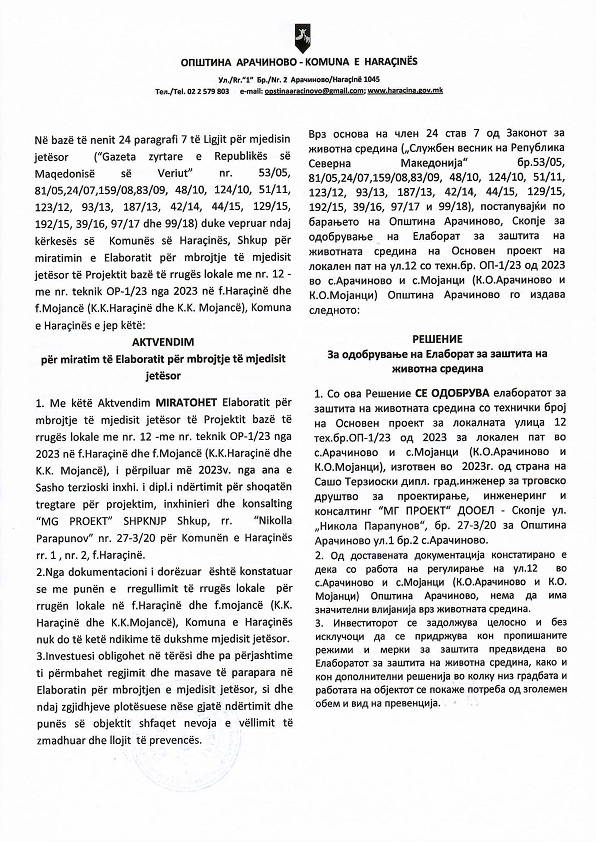 ОПШТИНА АРАЧИНОВО - KOMUNA E HARAÇINËS
Ул./Rr.“1” Бр./Nr. 2 Арачиново/Haraçinë 1045
Тел./Tel. 02 2 579 803 e-mail: opstinaaracinovo@gmail.com; www.haracina.gov.mk
Në bazë të nenit 24 paragrafi 7 të Ligjit për mjedisin
jetësor (“Gazeta zyrtare e Republikës së
Maqedonisë së Veriut” nr. 53/05,
81/05,24/07,159/08,83/09, 48/10, 124/10, 51/11,
123/12, 93/13, 187/13, 42/14, 44/15, 129/15,
192/15, 39/16, 97/17 dhe 99/18) duke vepruar ndaj
kërkesës së Komunës së Haraçinës, Shkup për
miratimin e Elaboratit për mbrojtje të mjedisit
jetësor të Projektit bazë të rrugës lokale me nr. 12 -
me nr. teknik OP-1/23 nga 2023 në f.Haraçinë dhe
f.Mojancë (K.K.Haraçinë dhe K.K. Mojancë), Komuna
e Haraçinës e jep këtë:
AKTVENDIM
për miratim të Elaboratit për mbrojtje të mjedisit
jetësor
1. Me këtë Aktvendim MIRATOHET Elaboratit për
mbrojtje të mjedisit jetësor të Projektit bazë të
rrugës lokale me nr. 12 -me nr. teknik OP-1/23 nga
2023 në f.Haraçinë dhe f.Mojancë (K.K.Haraçinë dhe
K.K. Mojancë), i përpiluar më 2023v. nga ana e
Sasho terzioski inxhl. i dipl.i ndërtimit për shoqatën
tregtare për projektim, inxhinieri dhe konsalting
“MG PROEKT” SHPKNJP Shkup, rr. “Nikolla
Parapunov” nr. 27-3/20 për Komunën e Haraçinës
rr. 1 , nr. 2, f.Haraçinë.
2.Nga dokumentacioni i dorëzuar është konstatuar
se me punën e rregullimit të rrugës lokale për
rrugën lokale në f.Haraçinë dhe f.mojancë (K.K.
Haraçinë dhe K.K.Mojancë), Komuna e Haraçinës
nuk do të ketë ndikime të dukshme mjedisit jetësor.
3.Investuesi obligohet në tërësi dhe pa përjashtime
ti përmbahet regjimit dhe masave të parapara në
Elaboratin për mbrojtjen e mjedisit jetësor, si dhe
ndaj zgjidhjeve plotësuese nëse gjatë ndërtimit dhe
punës së objektit shfaqet nevoja e vëllimit të
zmadhuar dhe llojit të prevencës.
Врз основа на член 24 став 7 од Законот за
животна средина („Службен весник на Република
Северна Македонија“ бр.53/05,
81/05,24/07,159/08,83/09, 48/10, 124/10, 51/11,
123/12, 93/13, 187/13, 42/14, 44/15, 129/15,
192/15, 39/16, 97/17 и 99/18), постапувајќи по
барањето на Општина Арачиново, Скопје за
одобрување на Елаборат за заштита на
животната средина на Основен проект на
локален пат на ул.12 со техн.бр. ОП-1/23 од 2023
во с.Арачиново и с.Мојанци (К.О.Арачиново и
К.О.Мојанци) Општина Арачиново го издава
следното:
РЕШЕНИЕ
За одобрување на Елаборат за заштита на
животна средина
1. Со ова Решение СЕ ОДОБРУВА елаборатот за
заштита на животната средина со технички број
на Основен проект за локалната улица 12
тех.бр.ОП-1/23 од 2023 за локален пат во
с.Арачиново и с.Мојанци (К.О.Арачиново и
К.О.Мојанци), изготвен во 2023г. од страна на
Сашо Терзиоски дипл. град.инженер за трговско
друштво за проектирање, инженеринг и
консалтинг “МГ ПРОЕКТ“ ДООЕЛ - Скопје ул.
„Никола Парапунов“, бр. 27-3/20 за Општина
Арачиново ул.1 бр.2 с.Арачиново.
2. Од доставената документација констатирано е
дека со работа на регулирање на ул.12 во
с.Арачиново и с.Мојанци (К.О.Арачиново и К.О.
Мојанци) Општина Арачиново, нема да има
значителни влијанија врз животната средина.
3. Инвеститорот се задолжува целосно и без
исклучоци да се придржува кон пропишаните
режими и мерки за заштита предвидена во
Елаборатот за заштита на животна средина, како и
кон дополнителни решенија во колку низ градбата и
работата на објектот се покаже потреба од зголемен
обем и вид на превенција.